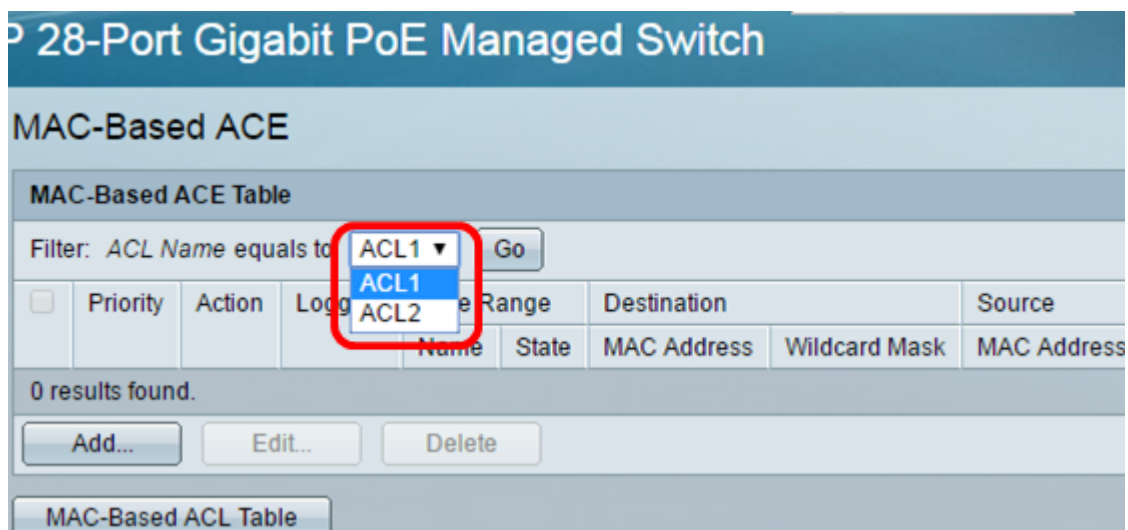 P 28-Port Gigabit PoE Managed Switch
MAC-Based ACE
MAC-Based ACE Table
Filter: ACL Name equals to ACL1 Go
ACL1
ACL2
Priority Action Range Destination Source
Name State MAC Address Wildcard Mask MAC Address
0 results found.
Add... Edit... Delete
MAC-Based ACL Table